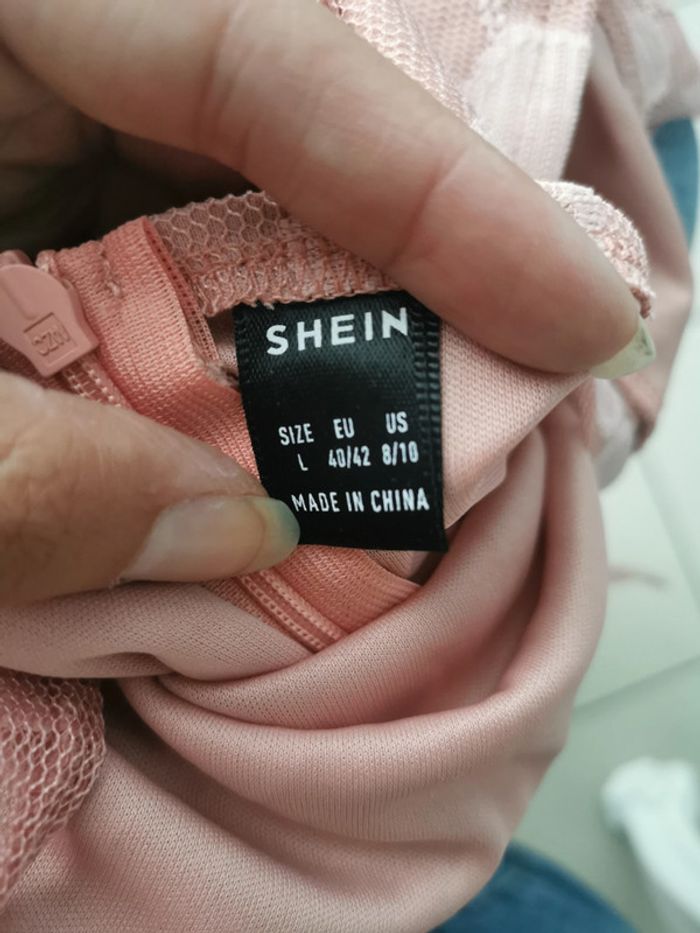 SHEIN
SIZE EU US
L 40/42 8/10
MADE IN CHINA